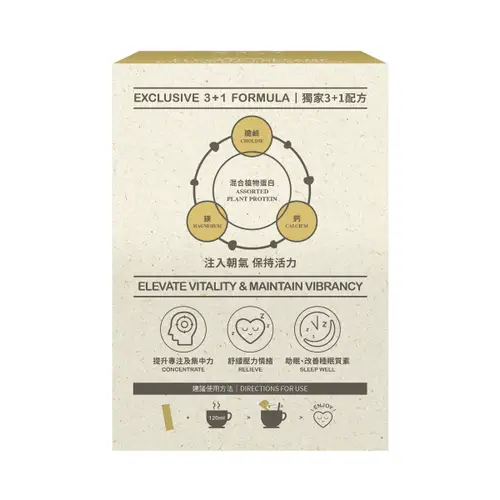 EXCLUSIVE 3+1 FORMULA | 獨家3+1配方
膽鹼
CHOLINE
混合植物蛋白
ASSORTED
PLANT PROTEIN
鎂
MAGNESIUM
鈣
CALCIUM
注入朝氣 保持活力
ELEVATE VITALITY & MAINTAIN VIBRANCY
提升專注及集中力
CONCENTRATE
舒緩壓力情緒
RELIEVE
助眠、改善睡眠質素
SLEEP WELL
建議使用方法 | DIRECTIONS FOR USE
120ml
ENJOY